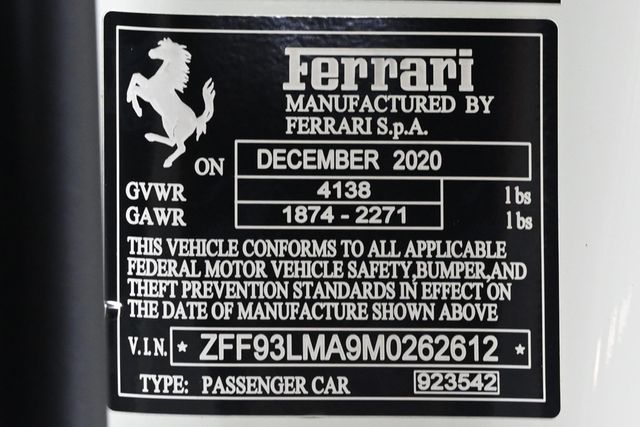 Ferrari
MANUFACTURED BY
FERRARI S.p.A.
ON DECEMBER 2020
GVWR 4138 lbs
GAWR 1874 - 2271 lbs
THIS VEHICLE CONFORMS TO ALL APPLICABLE
FEDERAL MOTOR VEHICLE SAFETY,BUMPER,AND
THEFT PREVENTION STANDARDS IN EFFECT ON
THE DATE OF MANUFACTURE SHOWN ABOVE
V.I.N. * ZFF93LMA9M0262612 *
TYPE: PASSENGER CAR 923542